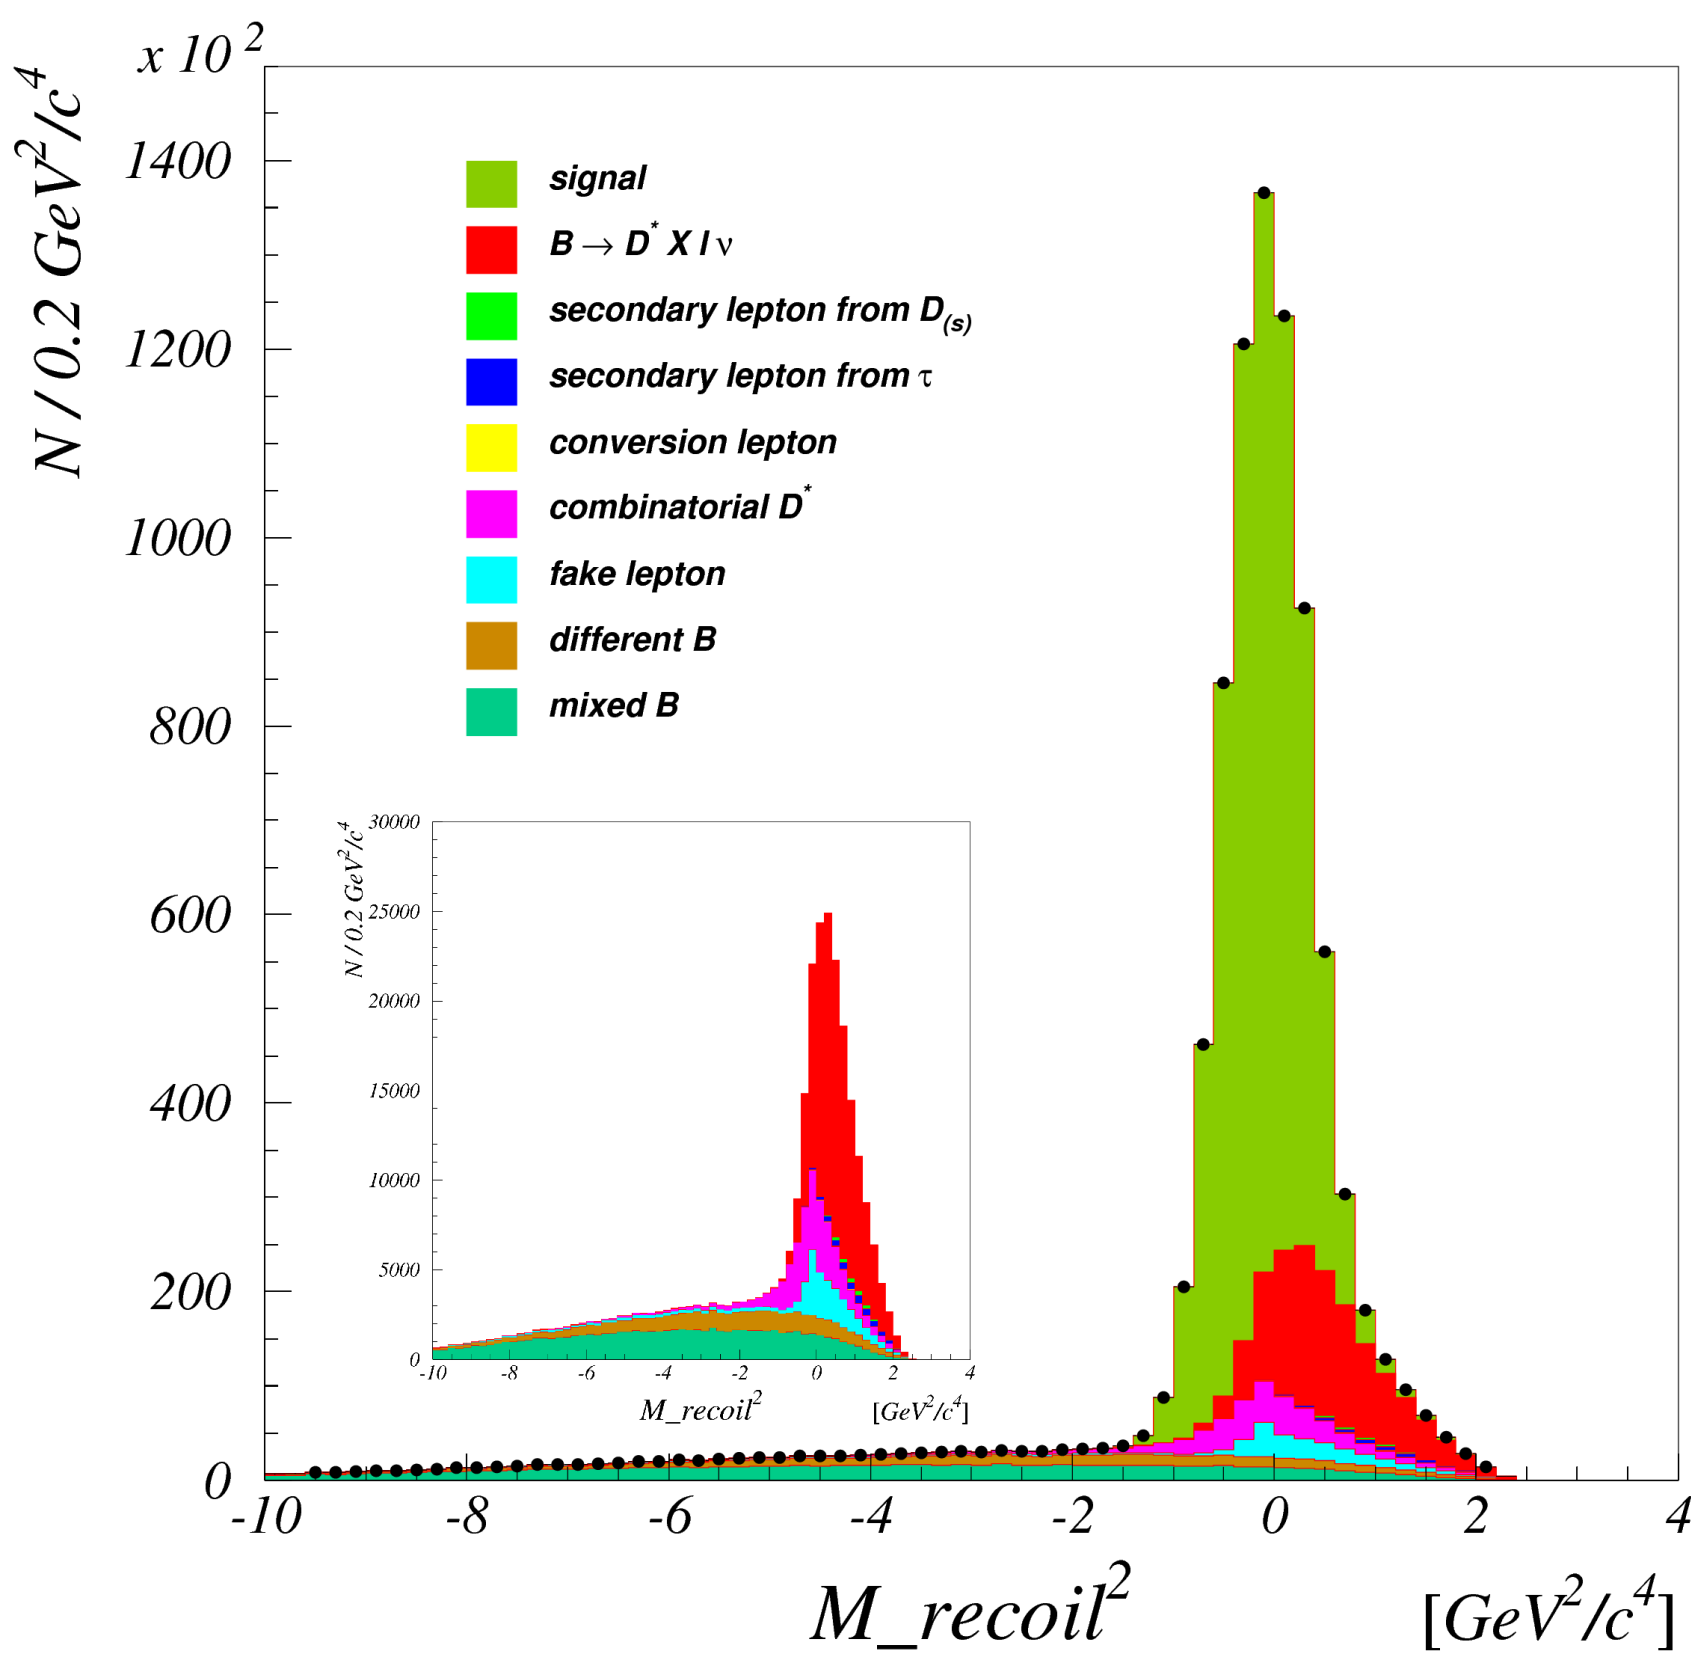 x 10 2
N / 0.2 GeV2/c4
1400
1200
1000
800
600
400
200
0
signal
B → D* X l ν
secondary lepton from D(s)
secondary lepton from τ
conversion lepton
combinatorial D*
fake lepton
different B
mixed B
N / 0.2 GeV2/c4
30000
25000
20000
15000
10000
5000
0
-10 -8 -6 -4 -2 0 2 4
M_recoil2 [GeV2/c4]
-10 -8 -6 -4 -2 0 2 4
M_recoil2 [GeV2/c4]